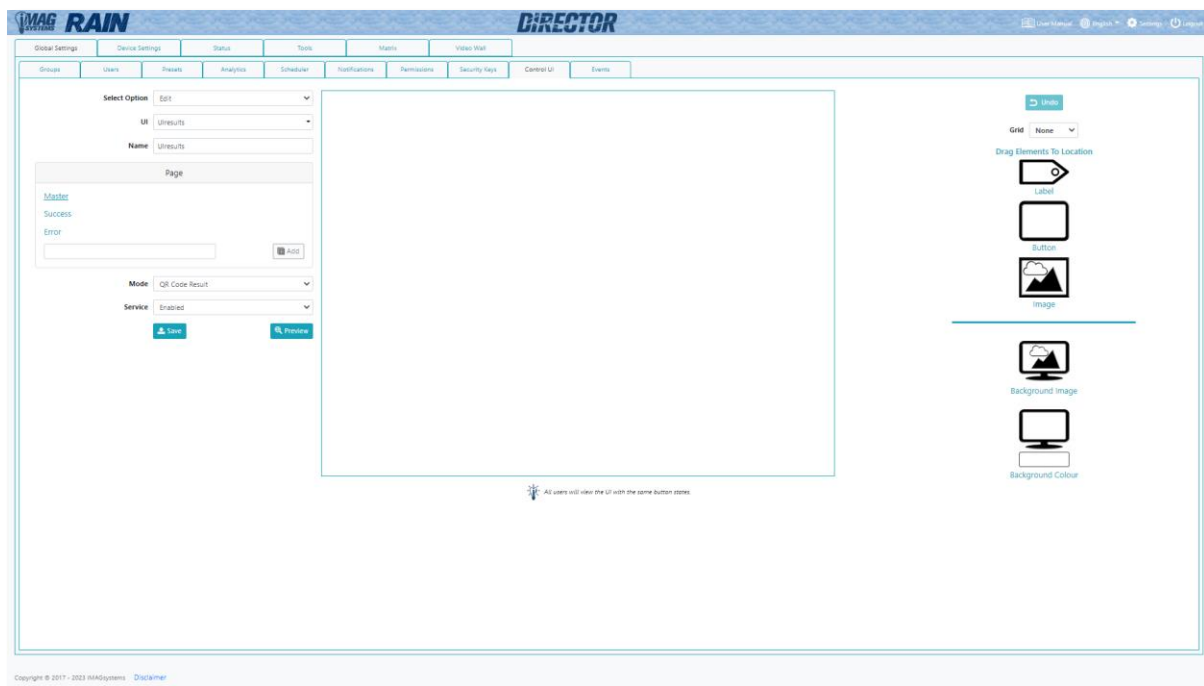 iMAG SYSTEMS RAIN DiRECTOR User Manual English Settings Logout
Global Settings Device Settings Status Tools Matrix Video Wall
Groups Users Presets Analytics Scheduler Notifications Permissions Security Keys Control UI Events
Select Option Edit
UI UIresults
Name UIresults
Page
Master
Success
Error
Add
Mode QR Code Result
Service Enabled
Save Preview
All users will view the UI with the same button states.
Undo
Grid None
Drag Elements To Location
Label
Button
Image
Background Image
Background Colour
Copyright © 2017 - 2023 iMAGsystems Disclaimer